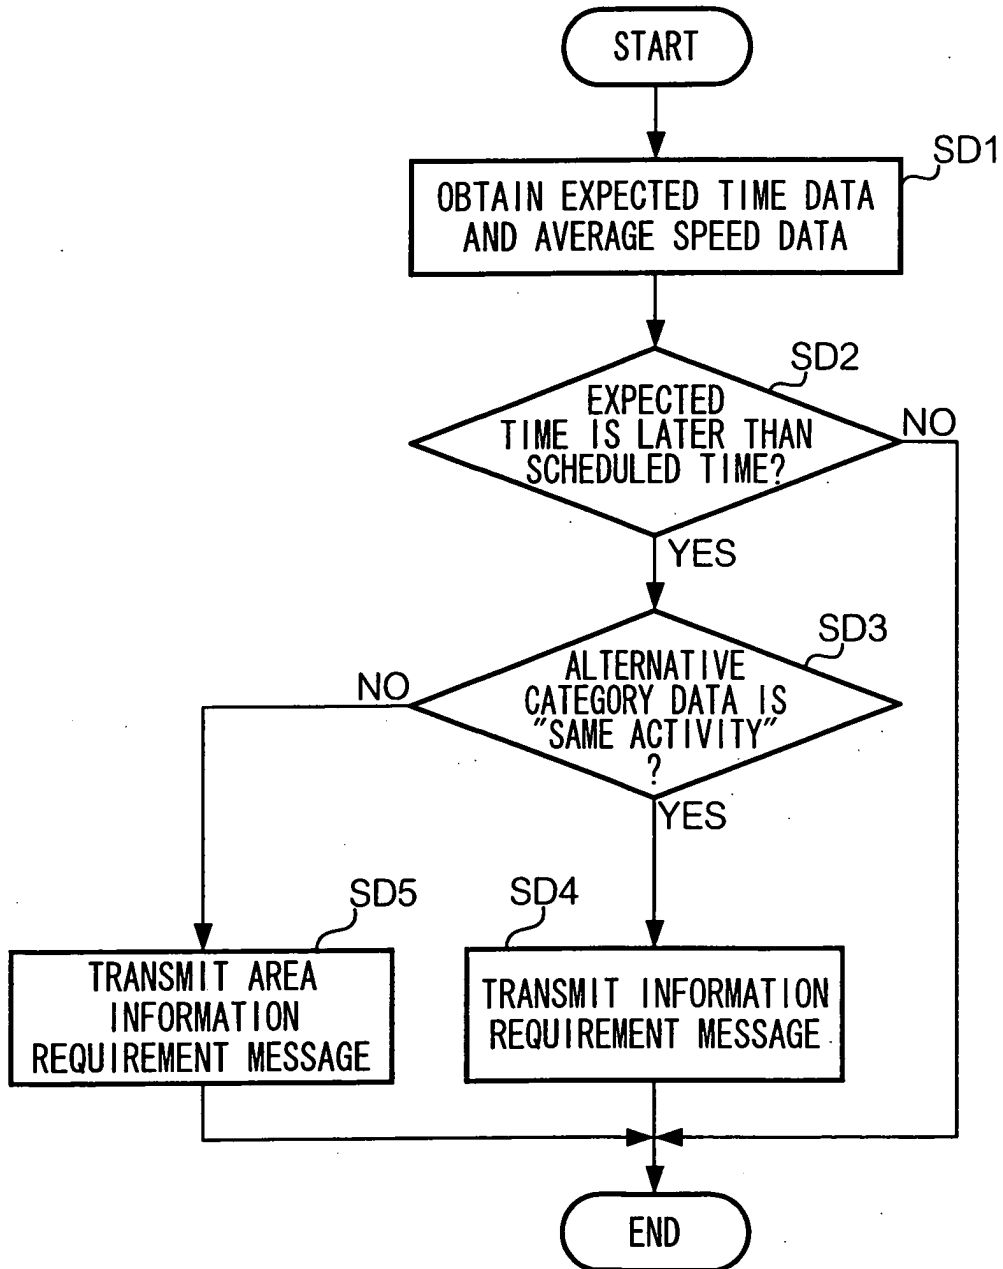 START
SD1
OBTAIN EXPECTED TIME DATA
AND AVERAGE SPEED DATA
SD2
EXPECTED
TIME IS LATER THAN
SCHEDULED TIME?
NO
YES
SD3
ALTERNATIVE
CATEGORY DATA IS
"SAME ACTIVITY"
?
NO
YES
SD5
TRANSMIT AREA
INFORMATION
REQUIREMENT MESSAGE
SD4
TRANSMIT INFORMATION
REQUIREMENT MESSAGE
END